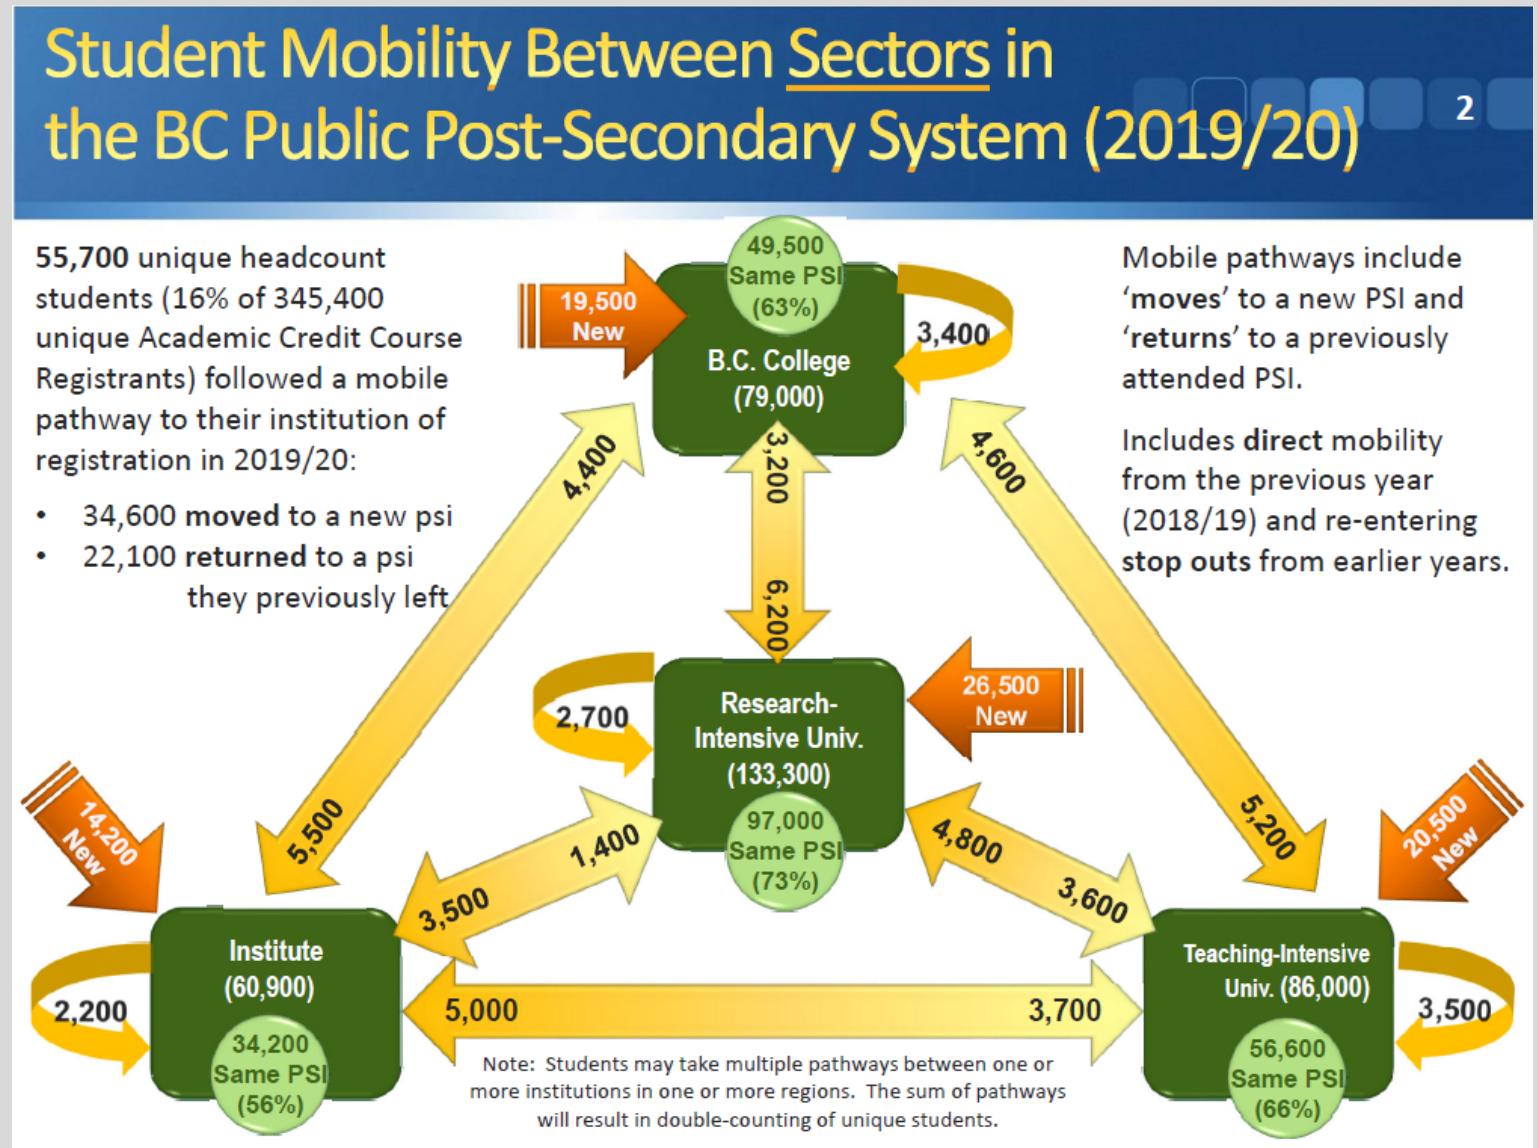 Student Mobility Between Sectors in
the BC Public Post-Secondary System (2019/20)
2
55,700 unique headcount
students (16% of 345,400
unique Academic Credit Course
Registrants) followed a mobile
pathway to their institution of
registration in 2019/20:
• 34,600 moved to a new psi
• 22,100 returned to a psi
they previously left
Mobile pathways include
‘moves’ to a new PSI and
‘returns’ to a previously
attended PSI.
Includes direct mobility
from the previous year
(2018/19) and re-entering
stop outs from earlier years.
19,500
New
49,500
Same PSI
(63%)
B.C. College
(79,000)
3,400
4,400
3,200
4,600
5,500
6,200
5,200
2,700
Research-
Intensive Univ.
(133,300)
97,000
Same PSI
(73%)
26,500
New
14,200
New
20,500
New
3,500
1,400
4,800
3,600
Institute
(60,900)
34,200
Same PSI
(56%)
2,200
5,000
3,700
Teaching-Intensive
Univ. (86,000)
56,600
Same PSI
(66%)
3,500
Note: Students may take multiple pathways between one or
more institutions in one or more regions. The sum of pathways
will result in double-counting of unique students.